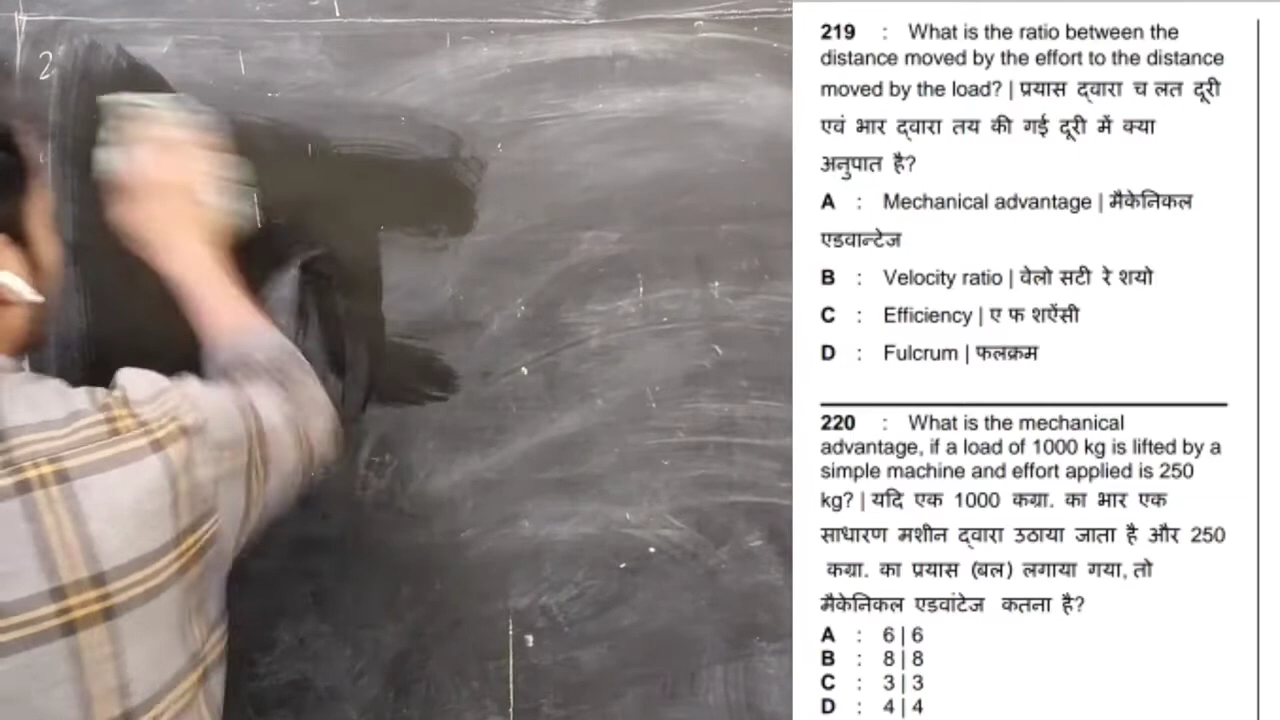 2
219 : What is the ratio between the
distance moved by the effort to the distance
moved by the load? | प्रयास द्वारा च लत दूरी
एवं भार द्वारा तय की गई दूरी में क्या
अनुपात है?
A : Mechanical advantage | मैकेनिकल
एडवान्टेज
B : Velocity ratio | वेलो सटी रे शयो
C : Efficiency | ए फ शऐंसी
D : Fulcrum | फलक्रम
220 : What is the mechanical
advantage, if a load of 1000 kg is lifted by a
simple machine and effort applied is 250
kg? | यदि एक 1000 कग्रा. का भार एक
साधारण मशीन द्वारा उठाया जाता है और 250
कग्रा. का प्रयास (बल) लगाया गया, तो
मैकेनिकल एडवांटेज कतना है?
A : 6 | 6
B : 8 | 8
C : 3 | 3
D : 4 | 4